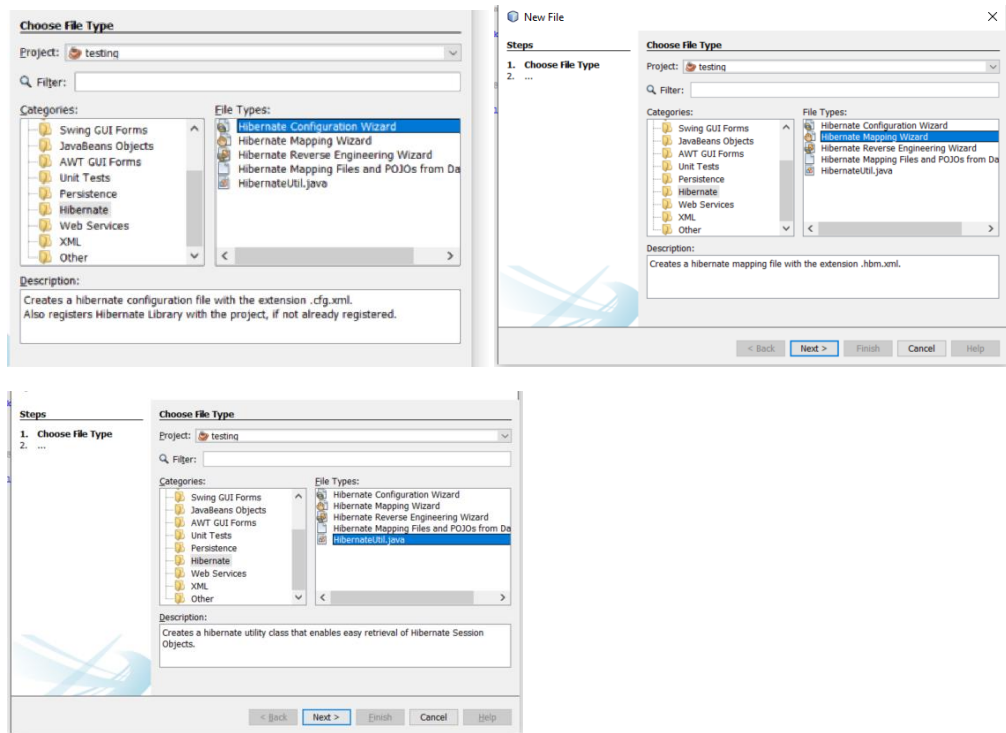 Choose File Type
Project: testing
Filter:
Categories:
File Types:
Swing GUI Forms
JavaBeans Objects
AWT GUI Forms
Unit Tests
Persistence
Hibernate
Web Services
XML
Other
Hibernate Configuration Wizard
Hibernate Mapping Wizard
Hibernate Reverse Engineering Wizard
Hibernate Mapping Files and POJOs from Da
HibernateUtil.java
Description:
Creates a hibernate configuration file with the extension .cfg.xml.
Also registers Hibernate Library with the project, if not already registered.
New File
Steps
1. Choose File Type
2. ...
Choose File Type
Project: testing
Filter:
Categories:
File Types:
Swing GUI Forms
JavaBeans Objects
AWT GUI Forms
Unit Tests
Persistence
Hibernate
Web Services
XML
Other
Hibernate Configuration Wizard
Hibernate Mapping Wizard
Hibernate Reverse Engineering Wizard
Hibernate Mapping Files and POJOs from Da
HibernateUtil.java
Description:
Creates a hibernate mapping file with the extension .hbm.xml.
< Back Next > Finish Cancel Help
Steps
1. Choose File Type
2. ...
Choose File Type
Project: testing
Filter:
Categories:
File Types:
Swing GUI Forms
JavaBeans Objects
AWT GUI Forms
Unit Tests
Persistence
Hibernate
Web Services
XML
Other
Hibernate Configuration Wizard
Hibernate Mapping Wizard
Hibernate Reverse Engineering Wizard
Hibernate Mapping Files and POJOs from Da
HibernateUtil.java
Description:
Creates a hibernate utility class that enables easy retrieval of Hibernate Session
Objects.
< Back Next > Finish Cancel Help